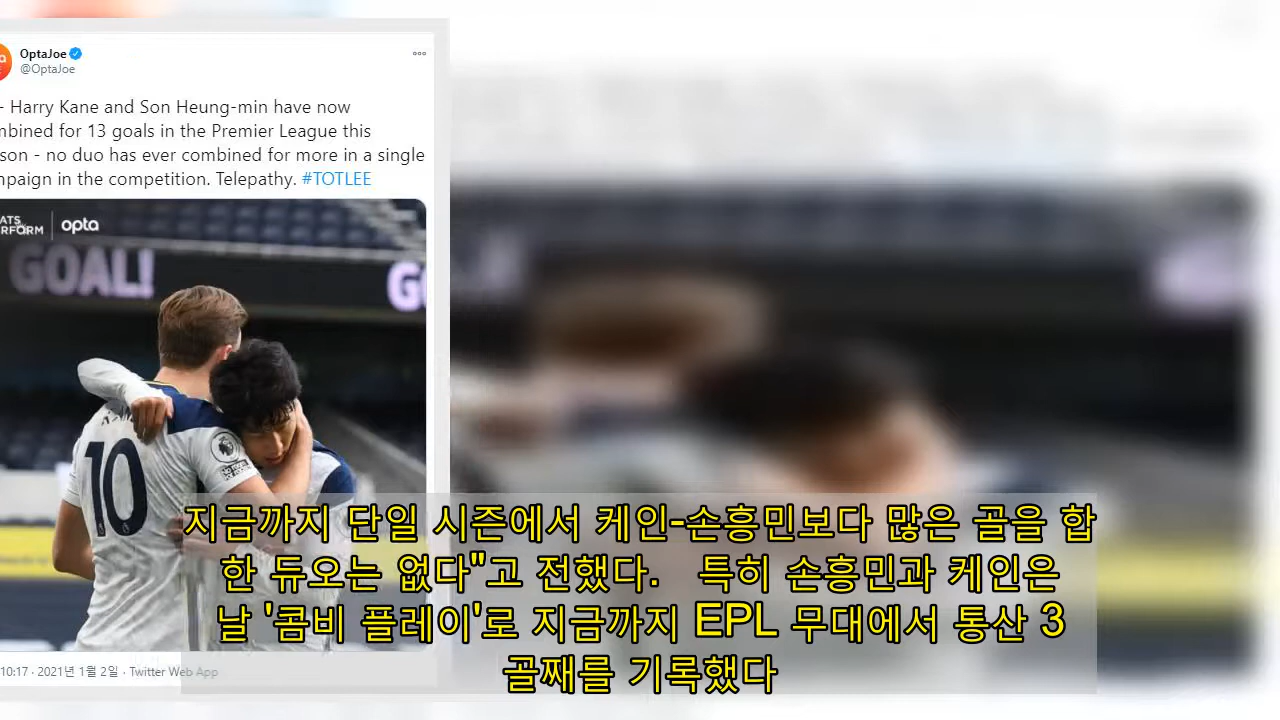 OptaJoe
@OptaJoe
- Harry Kane and Son Heung-min have now
mbined for 13 goals in the Premier League this
son - no duo has ever combined for more in a single
mpaign in the competition. Telepathy. #TOTLEE
ATS
RFORM
opta
GOAL!
G
10
지금까지 단일 시즌에서 케인-손흥민보다 많은 골을 합
한 듀오는 없다"고 전했다. 특히 손흥민과 케인은
날 '콤비 플레이'로 지금까지 EPL 무대에서 통산 3
골째를 기록했다
10:17 · 2021년 1월 2일 · Twitter Web App